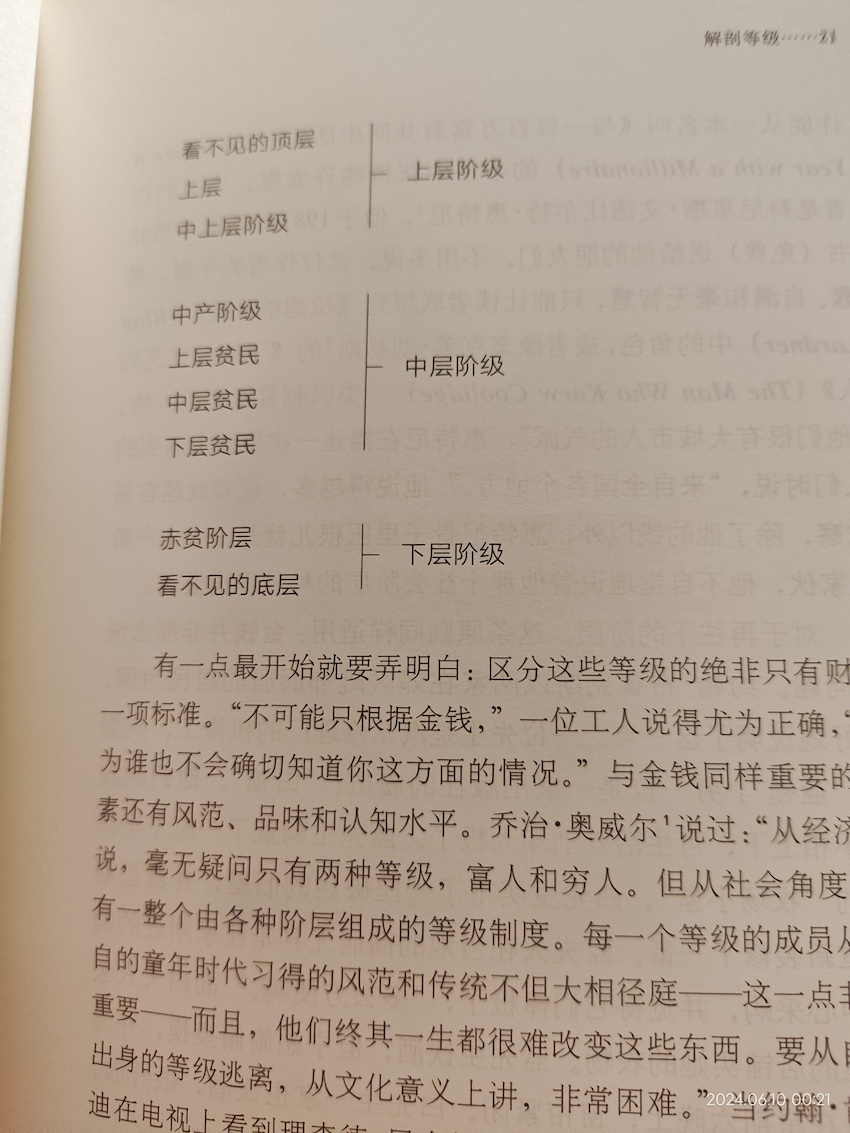 解剖等级······21
看不见的顶层
上层
中上层阶级
上层阶级
中产阶级
上层贫民
中层贫民
下层贫民
中层阶级
赤贫阶层
看不见的底层
下层阶级
有一点最开始就要弄明白：区分这些等级的绝非只有财
一项标准。“不可能只根据金钱，”一位工人说得尤为正确，“
为谁也不会确切知道你这方面的情况。”与金钱同样重要的
素还有风范、品味和认知水平。乔治·奥威尔¹说过：“从经济
说，毫无疑问只有两种等级，富人和穷人。但从社会角度
有一整个由各种阶层组成的等级制度。每一个等级的成员从
自的童年时代习得的风范和传统不但大相径庭——这一点非
重要——而且，他们终其一生都很难改变这些东西。要从自
出身的等级逃离，从文化意义上讲，非常困难。”当约翰·肯
迪在电视上看到理查德
2024.06.10 00:21